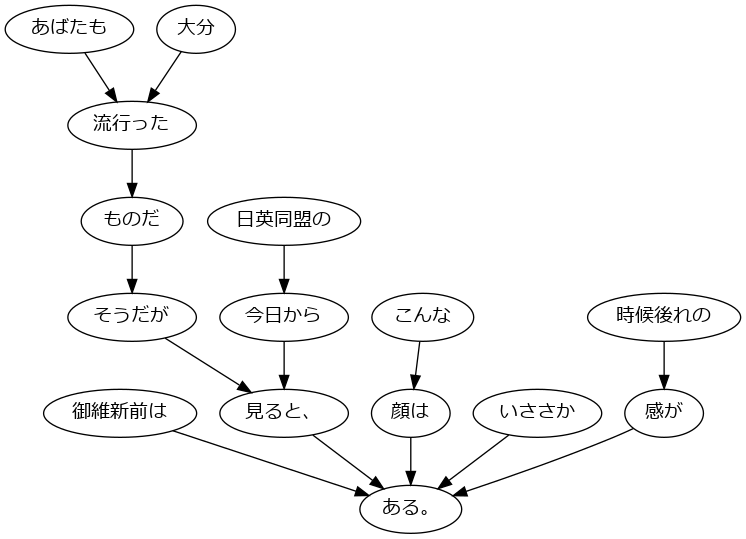 あばたも
大分
流行った
ものだ
日英同盟の
そうだが
今日から
こんな
時候後れの
御維新前は
見ると、
顔は
いささか
感が
ある。